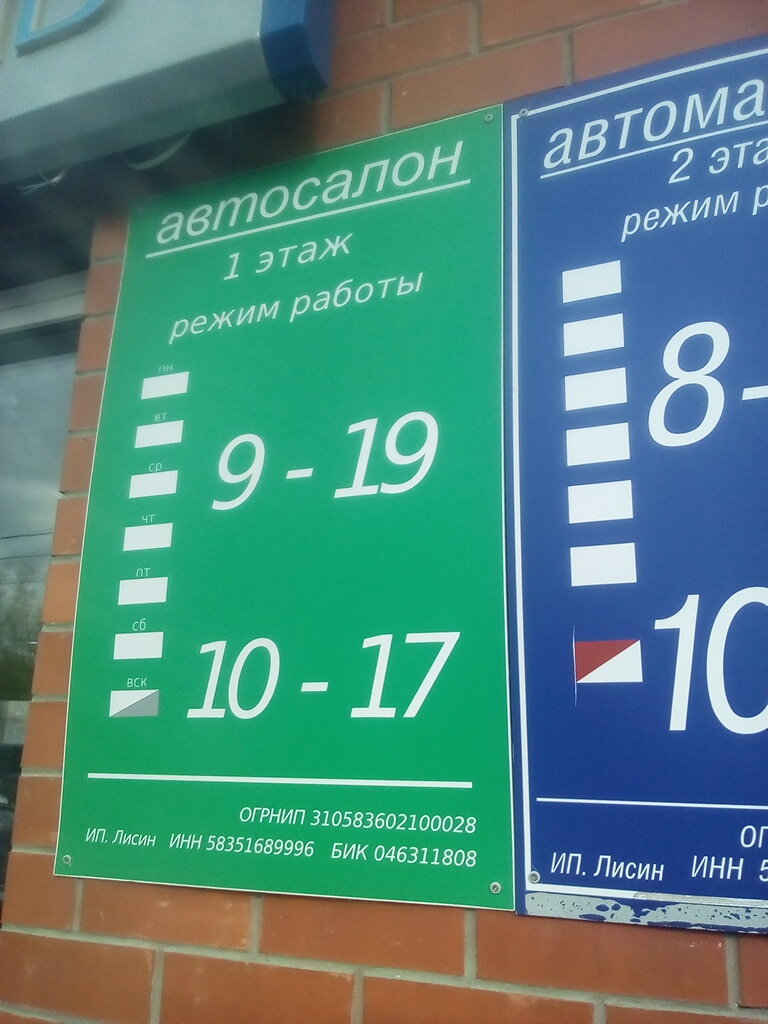 автосалон
1 этаж
режим работы
пн
вт
ср
9 - 19
чт
пт
сб
вск
10 - 17
ОГРНИП 310583602100028
ИП. Лисин ИНН 58351689996 БИК 046311808
автома
2 эта
режим р
8-
10
ОГ
ИП. Лисин ИНН 5